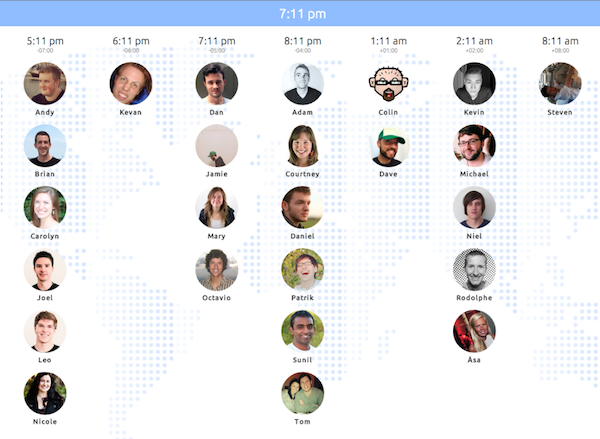 7:11 pm
5:11 pm 6:11 pm 7:11 pm 8:11 pm 1:11 am 2:11 am 8:11 am
-07:00 -06:00 -05:00 -04:00 +01:00 +02:00 +08:00
Andy Kevan Dan Adam Colin Kevin Steven
Brian Jamie Courtney Dave Michael
Carolyn Mary Daniel Niel
Joel Octavio Patrik Rodolphe
Leo Sunil Åsa
Nicole Tom